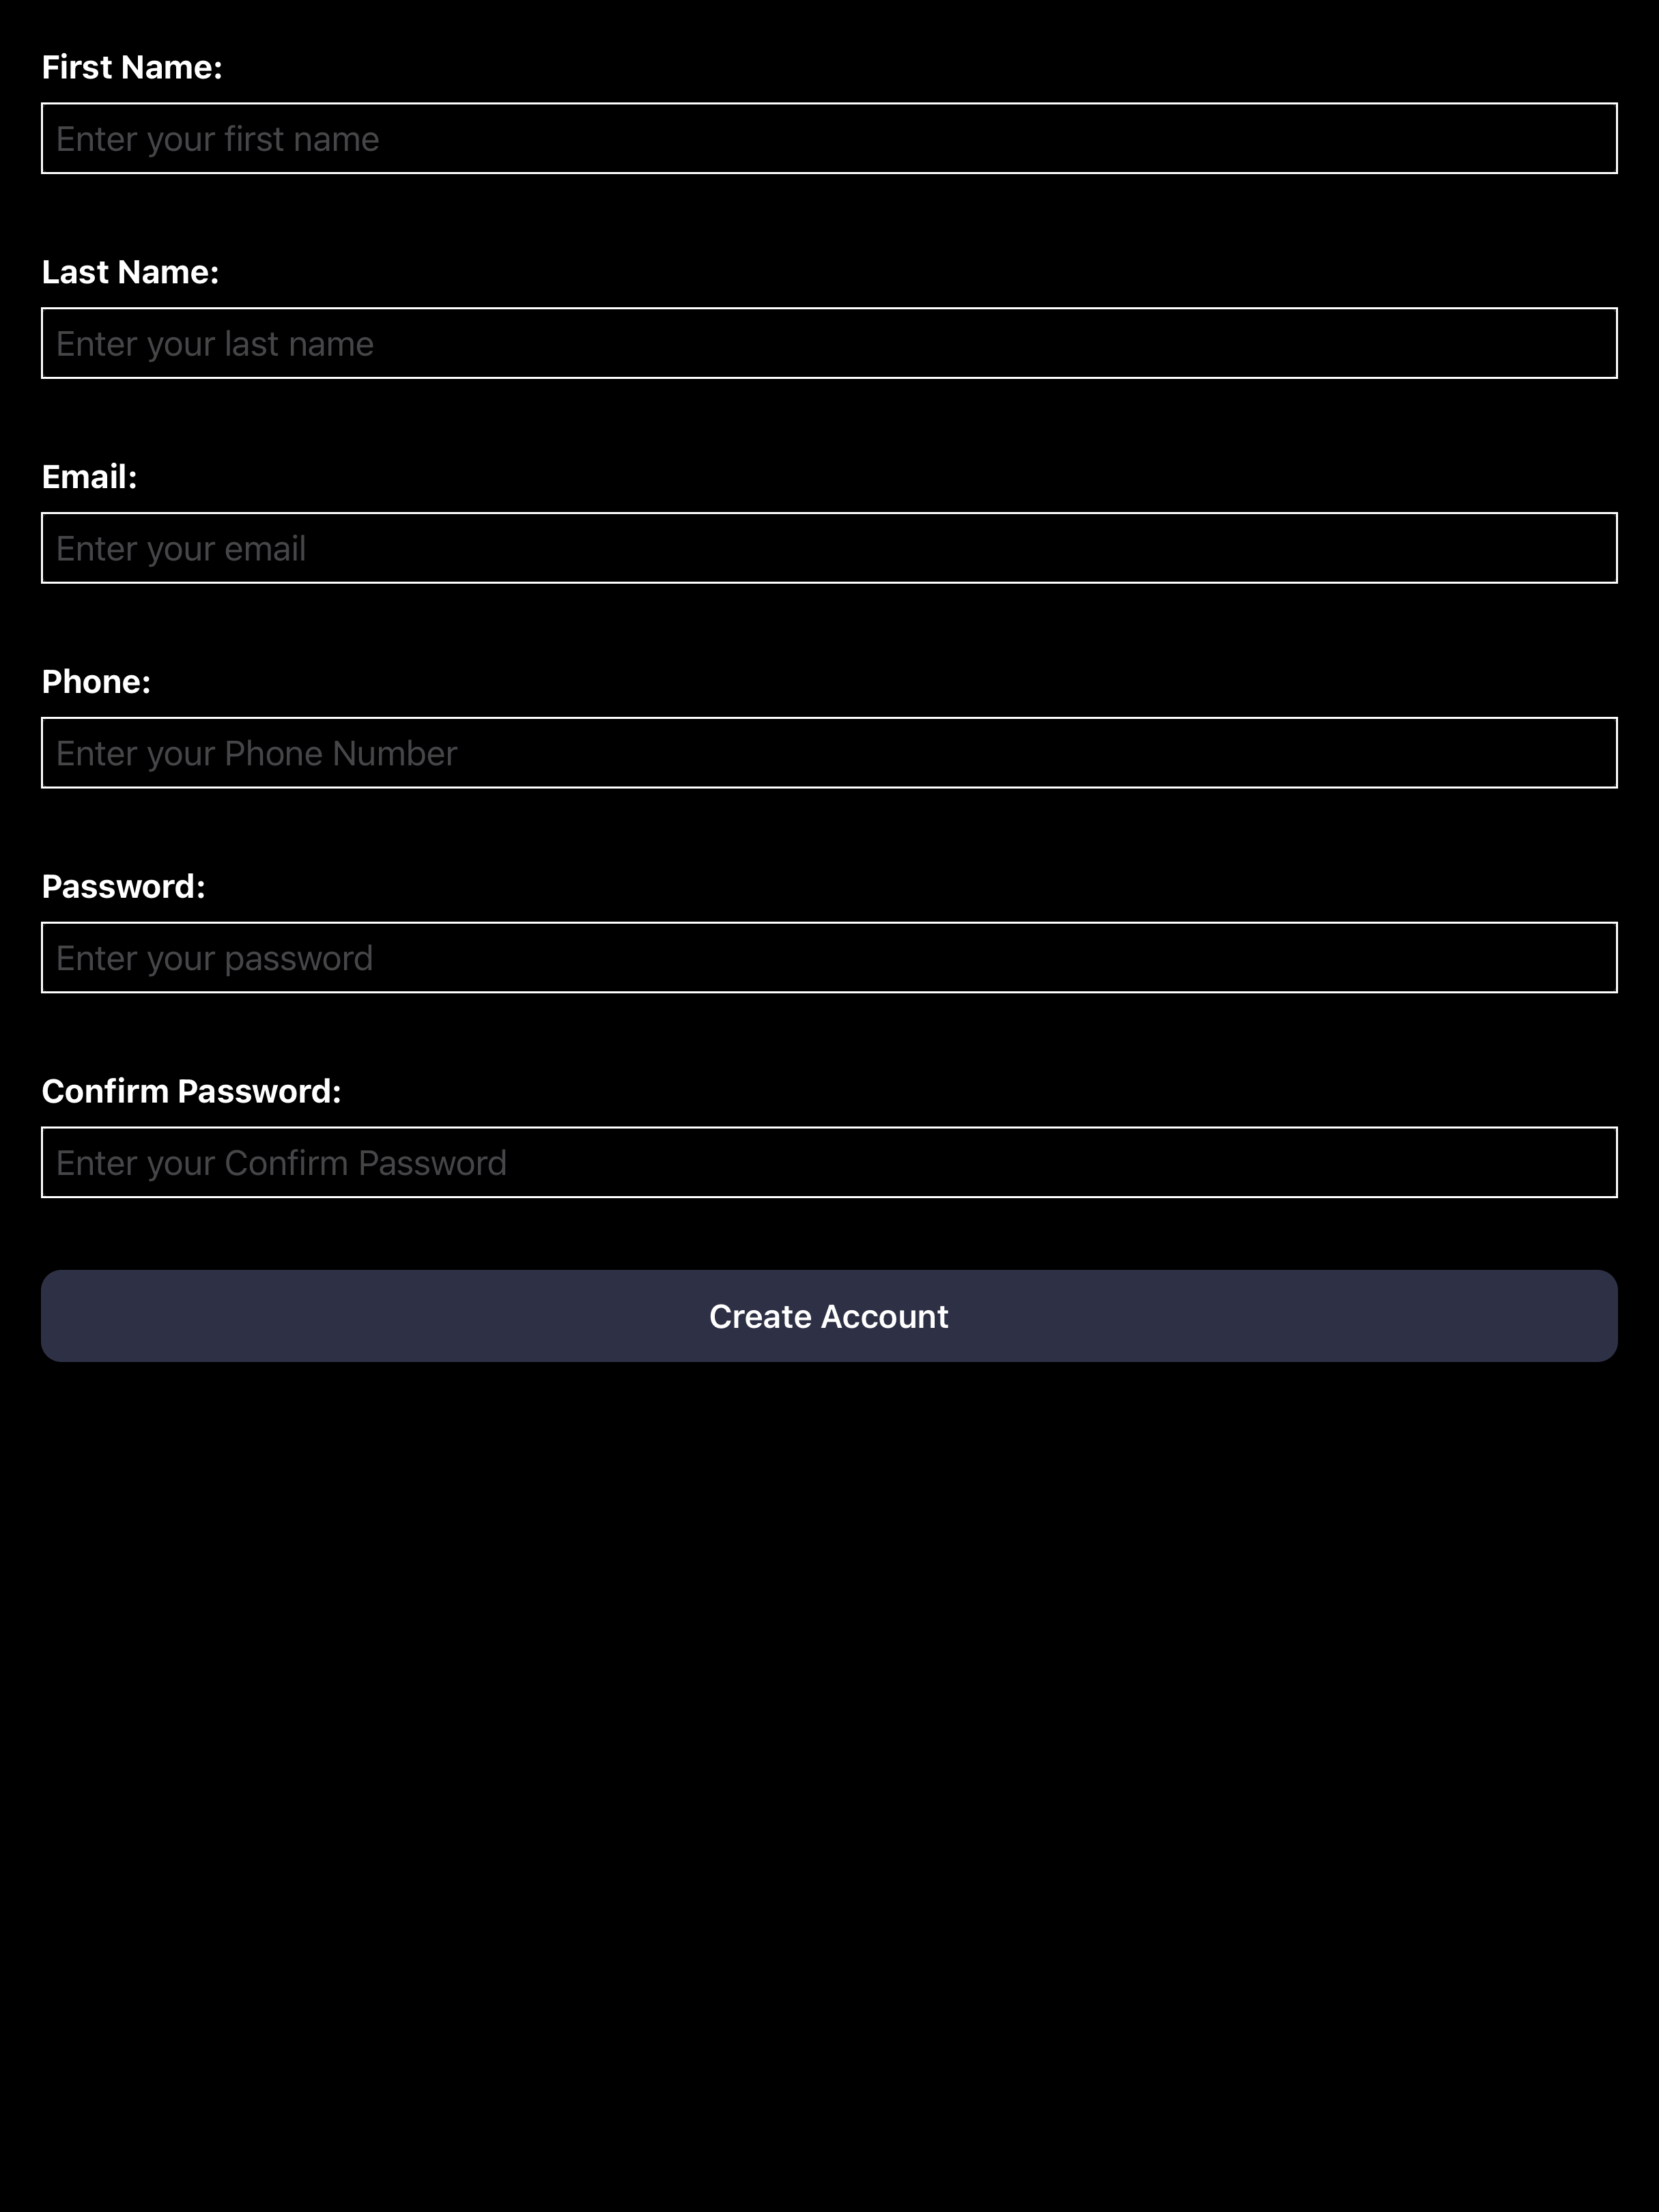 First Name:
Enter your first name
Last Name:
Enter your last name
Email:
Enter your email
Phone:
Enter your Phone Number
Password:
Enter your password
Confirm Password:
Enter your Confirm Password
Create Account